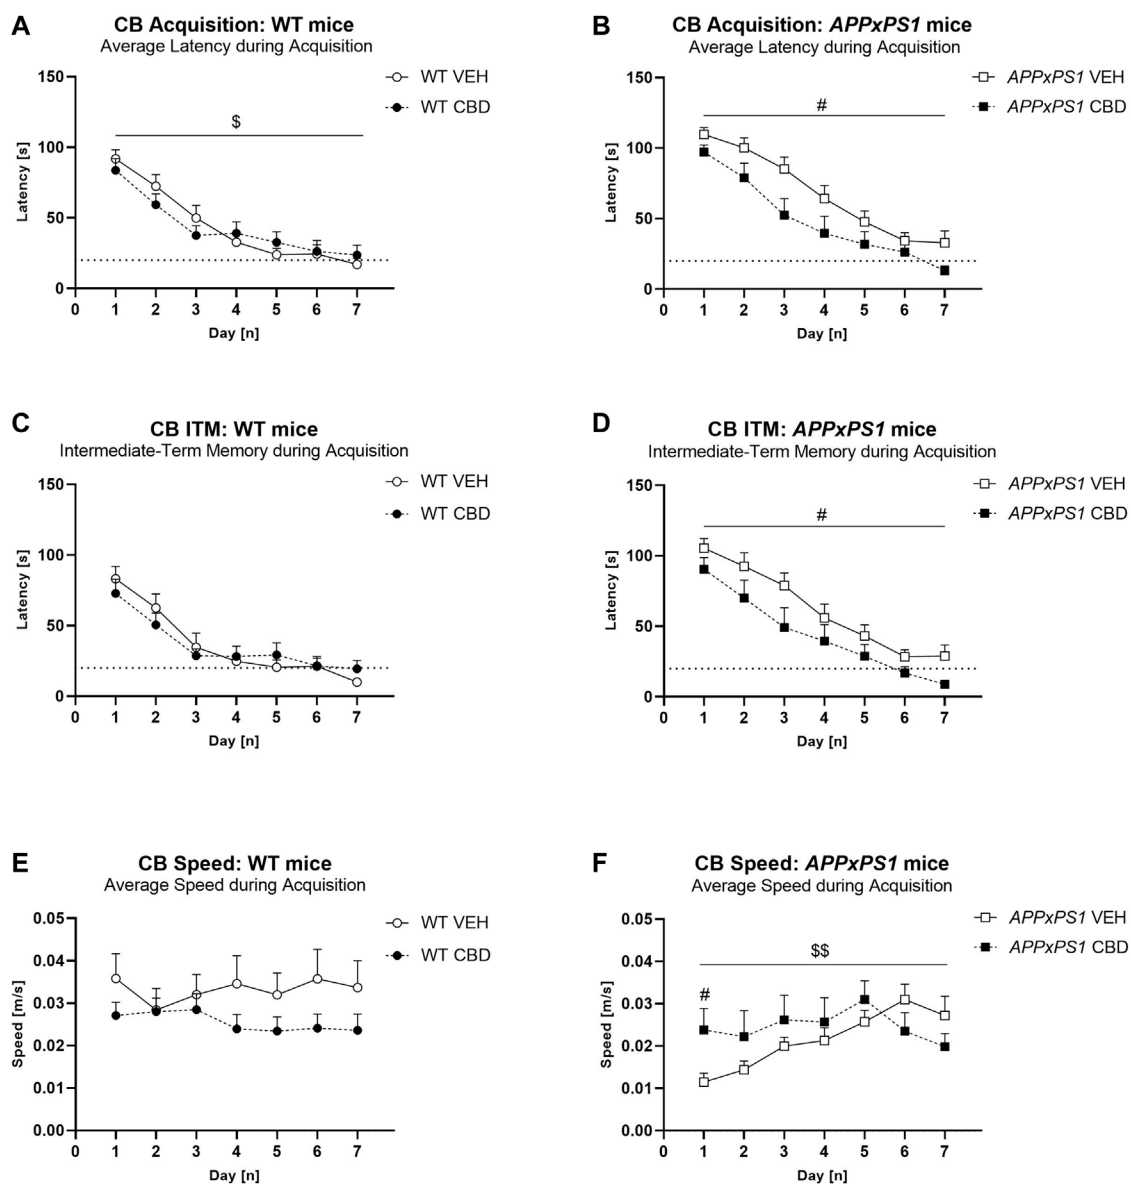 A
CB Acquisition: WT mice
Average Latency during Acquisition
WT VEH
WT CBD
$
Latency [s]
150
100
50
0
0 1 2 3 4 5 6 7
Day [n]
B
CB Acquisition: APPxPS1 mice
Average Latency during Acquisition
APPxPS1 VEH
APPxPS1 CBD
#
Latency [s]
150
100
50
0
0 1 2 3 4 5 6 7
Day [n]
C
CB ITM: WT mice
Intermediate-Term Memory during Acquisition
WT VEH
WT CBD
Latency [s]
150
100
50
0
0 1 2 3 4 5 6 7
Day [n]
D
CB ITM: APPxPS1 mice
Intermediate-Term Memory during Acquisition
APPxPS1 VEH
APPxPS1 CBD
#
Latency [s]
150
100
50
0
0 1 2 3 4 5 6 7
Day [n]
E
CB Speed: WT mice
Average Speed during Acquisition
WT VEH
WT CBD
Speed [m/s]
0.05
0.04
0.03
0.02
0.01
0.00
0 1 2 3 4 5 6 7
Day [n]
F
CB Speed: APPxPS1 mice
Average Speed during Acquisition
APPxPS1 VEH
APPxPS1 CBD
$$
#
Speed [m/s]
0.05
0.04
0.03
0.02
0.01
0.00
0 1 2 3 4 5 6 7
Day [n]